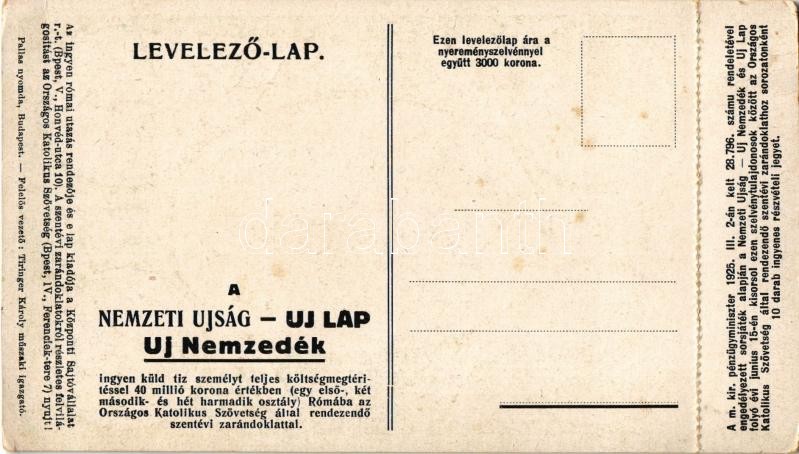 LEVELEZŐ-LAP.
Ezen levelezőlap ára a
nyereményszelvénnyel
együtt 3000 korona.
A
NEMZETI UJSÁG — UJ LAP
Uj Nemzedék
ingyen küld tiz személyt teljes költségmegtéri-
téssel 40 millió korona értékben (egy első-, két
második- és hét harmadik osztály) Rómába az
Országos Katolikus Szövetség által rendezendő
szentévi zarándoklattal.
Az ingyen római utazás rendezője és e lap kiadója a Központi Sajtóvállalat
r.-t. (Bpest, V., Honvéd-utca 10). A szentévi zarándoklatokról részletes felvilá-
gosítást az Országos Katolikus Szövetség (Bpest, IV., Ferenciek-tere 7) nyujt!
Pallas nyomda, Budapest. — Felelős vezető: Tiringer Károly műszaki igazgató.
A m. kir. pénzügyminiszter 1925. III. 2-án kelt 28.796. számu rendeletével
engedélyezett sorsjáték alapján a Nemzeti Ujság — Uj Nemzedék és Uj Lap
folyó évi junius 15-én kisorsol ezen szelvénytulajdonosok között az Országos
Katolikus Szövetség által rendezendő szentévi zarándoklathoz sorozatonként
10 darab ingyenes részvételi jegyet.
darabanth